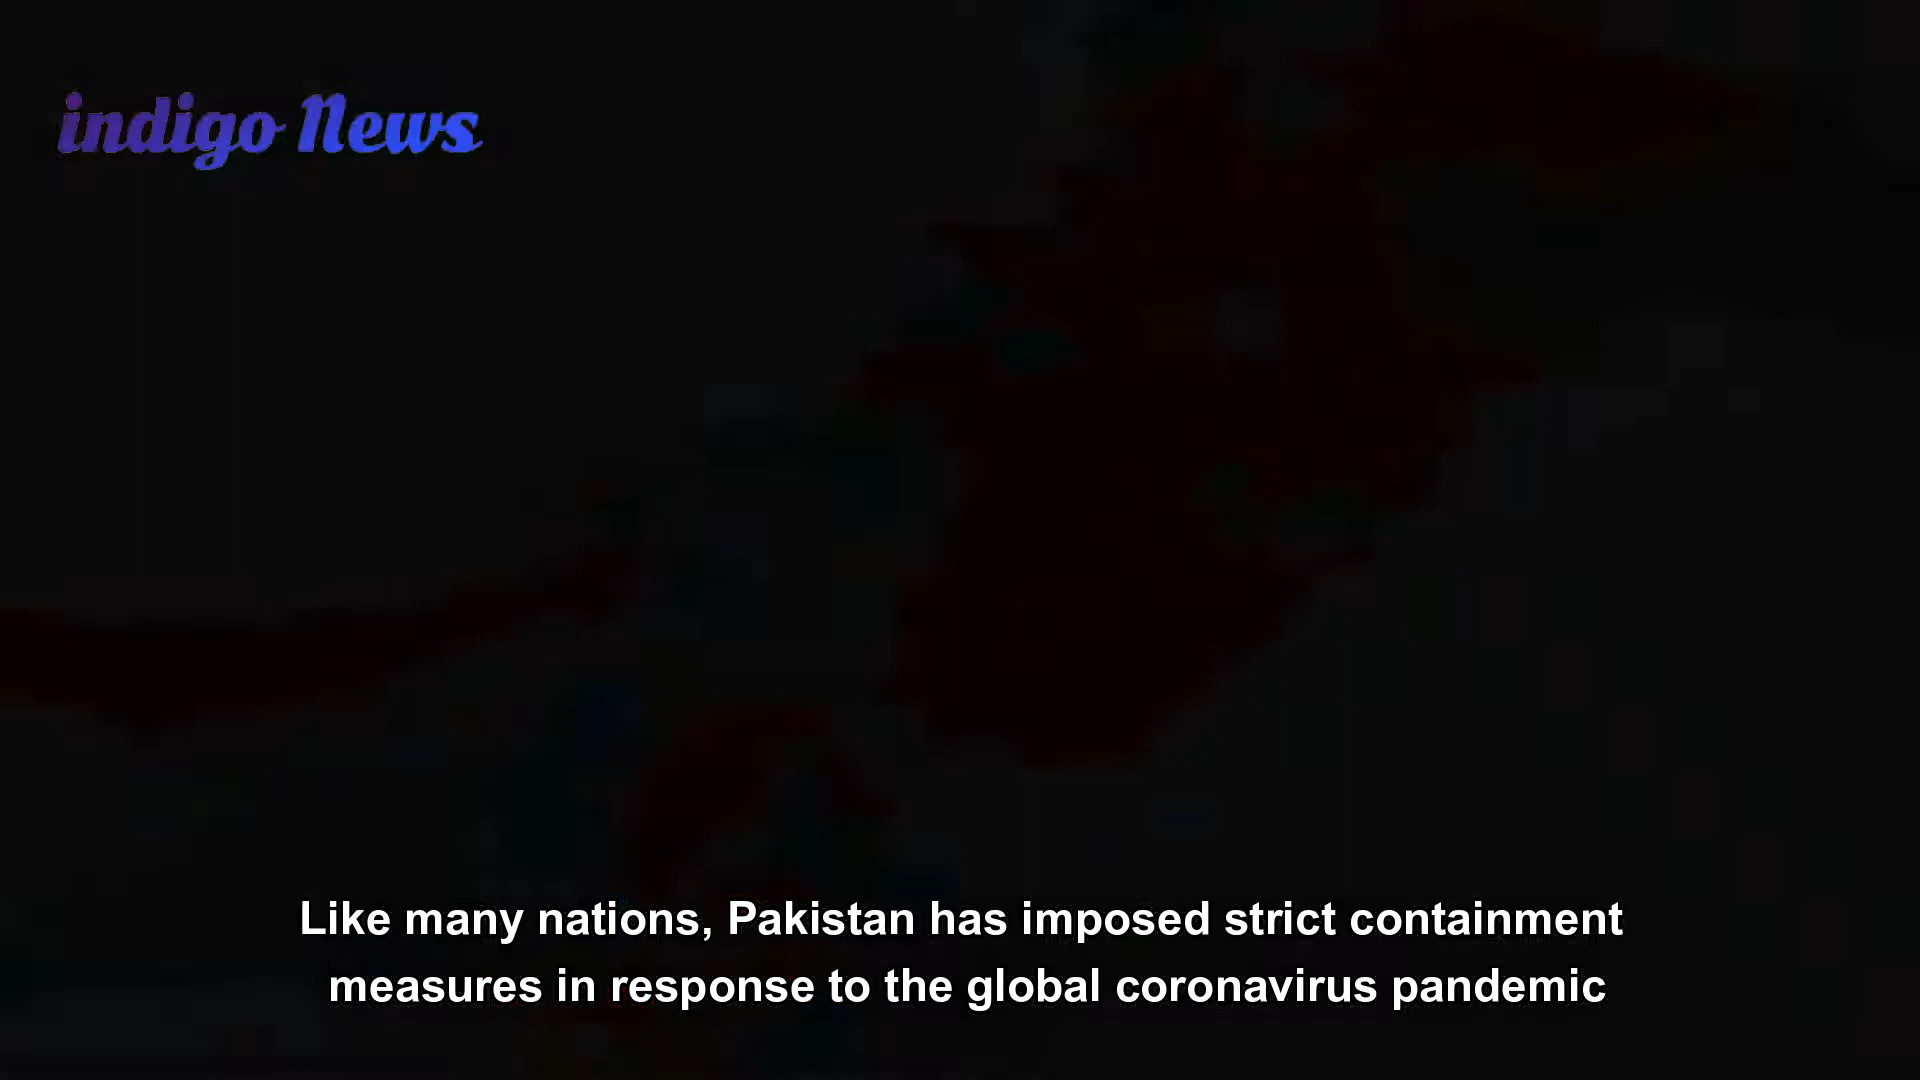 indigo News
Like many nations, Pakistan has imposed strict containment
measures in response to the global coronavirus pandemic